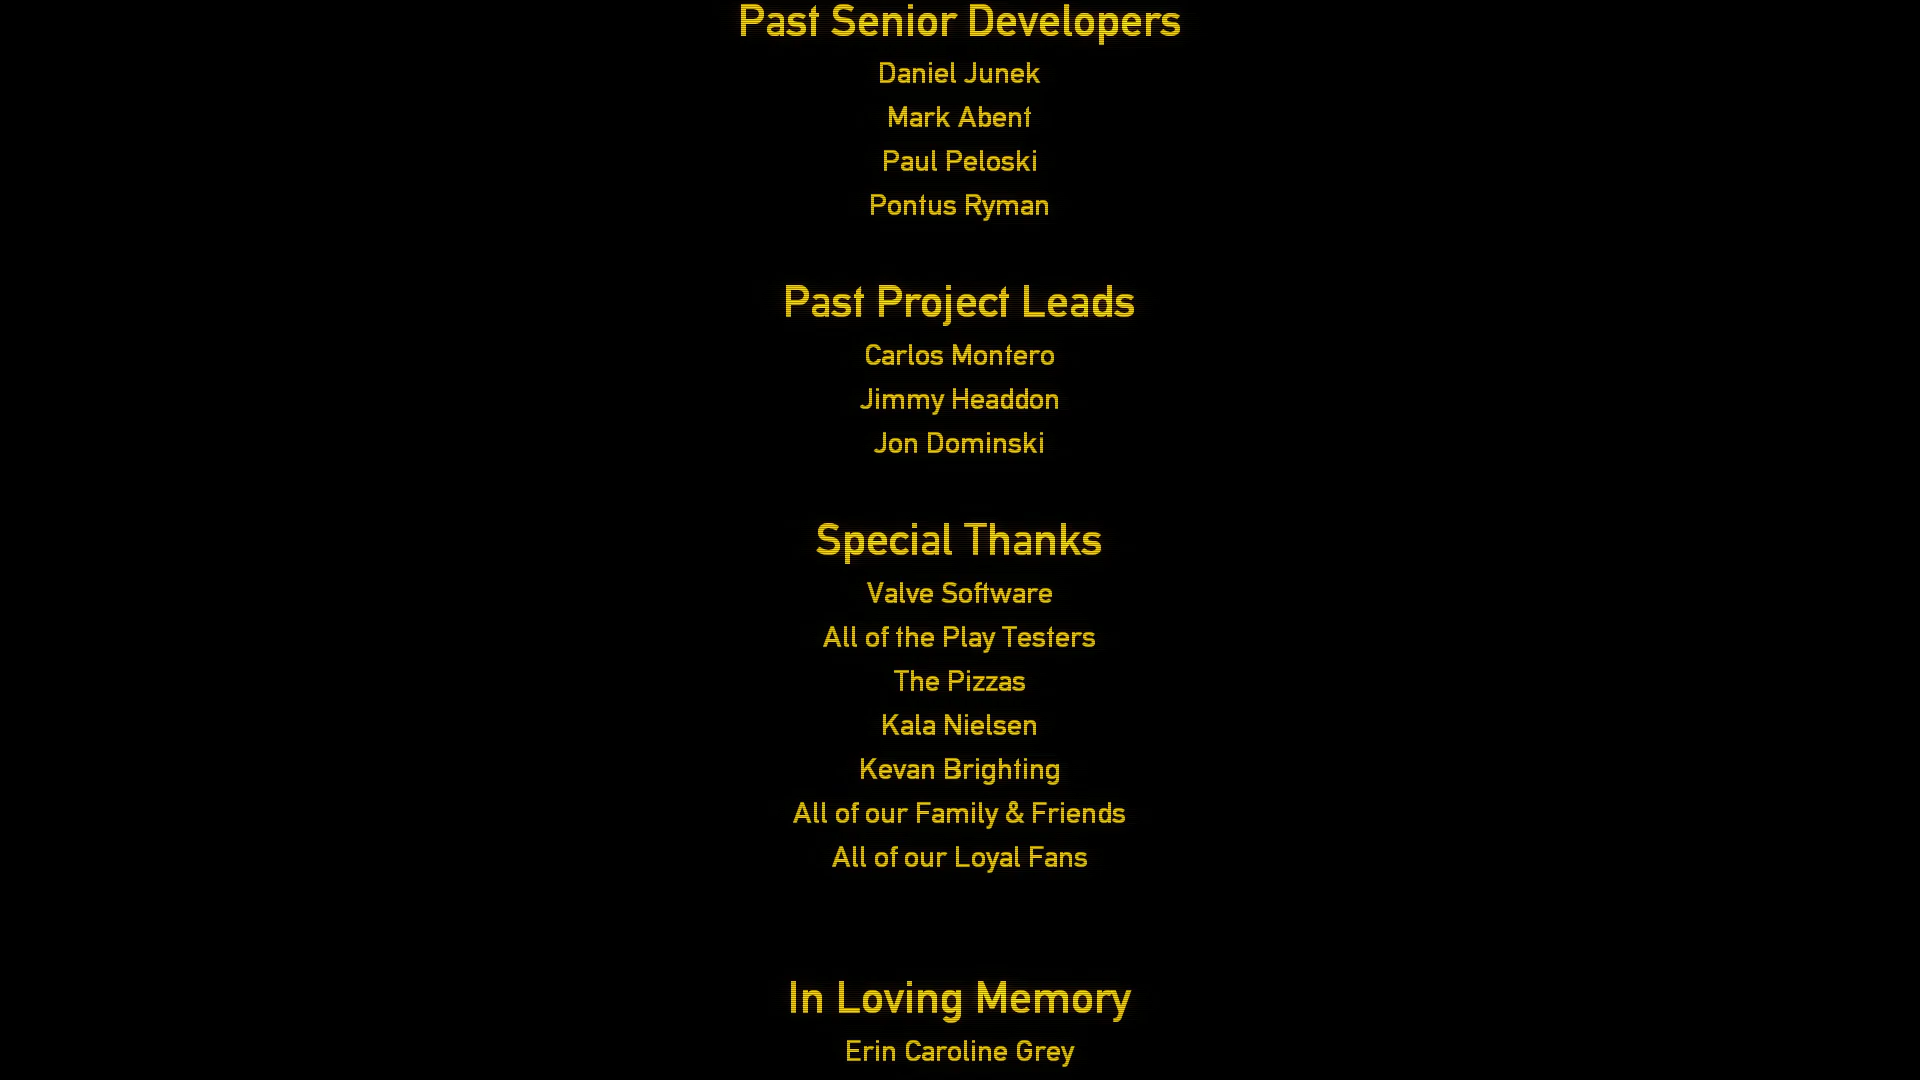 Past Senior Developers
Daniel Junek
Mark Abent
Paul Peloski
Pontus Ryman
Past Project Leads
Carlos Montero
Jimmy Headdon
Jon Dominski
Special Thanks
Valve Software
All of the Play Testers
The Pizzas
Kala Nielsen
Kevan Brighting
All of our Family & Friends
All of our Loyal Fans
In Loving Memory
Erin Caroline Grey